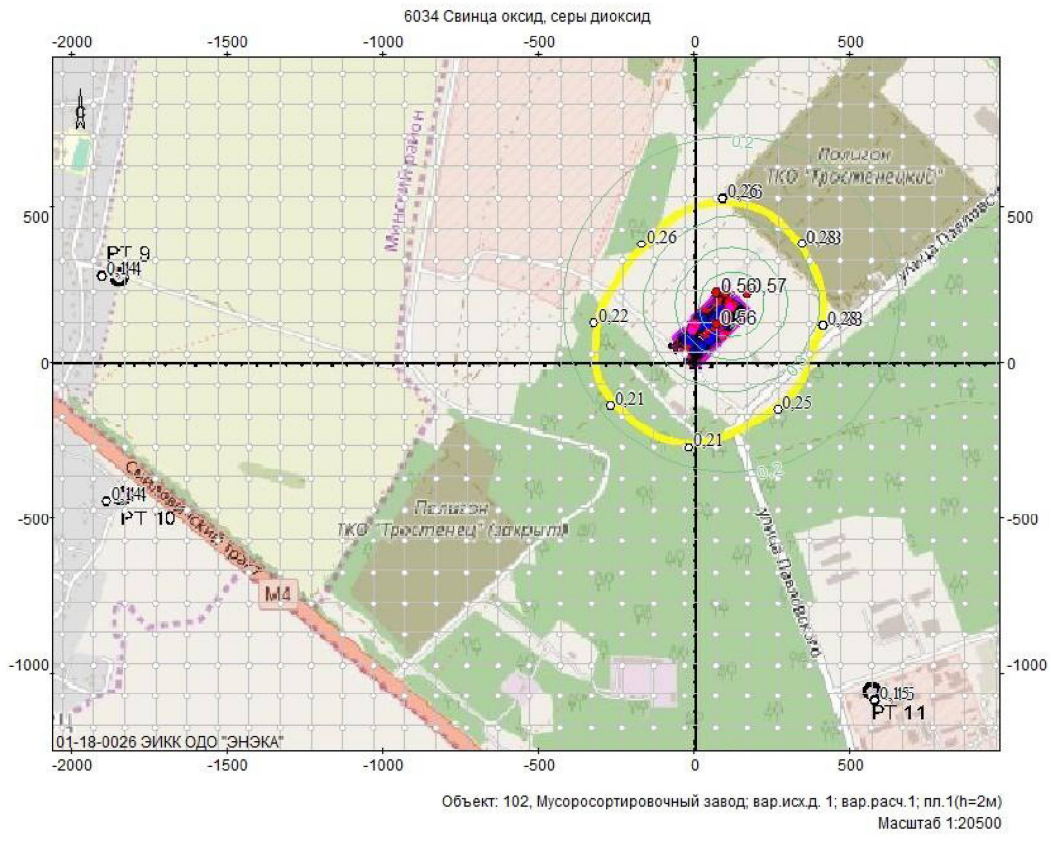 6034 Свинца оксид, серы диоксид
-2000 -1500 -1000 -500 0 500
Минский район
0,2
Полигон
ТКО "Тростенецкий"
0,26
500 500
0,26 0,28
улица Павловского
РТ 9
0,14
0,56 0,57
0,22 0,56 0,28
0 0
0,21 0,25
0,21
0,2
0,14
РТ 10
-500 -500
Полигон
ТКО "Тростенец" (закрыт)
улица Павловского
М4
-1000 -1000
0,15
РТ 11
01-18-0026 ЭИКК ОДО "ЭНЭКА"
-2000 -1500 -1000 -500 0 500
Объект: 102, Мусоросортировочный завод; вар.исх.д. 1; вар.расч.1; пл.1(h=2м)
Масштаб 1:20500